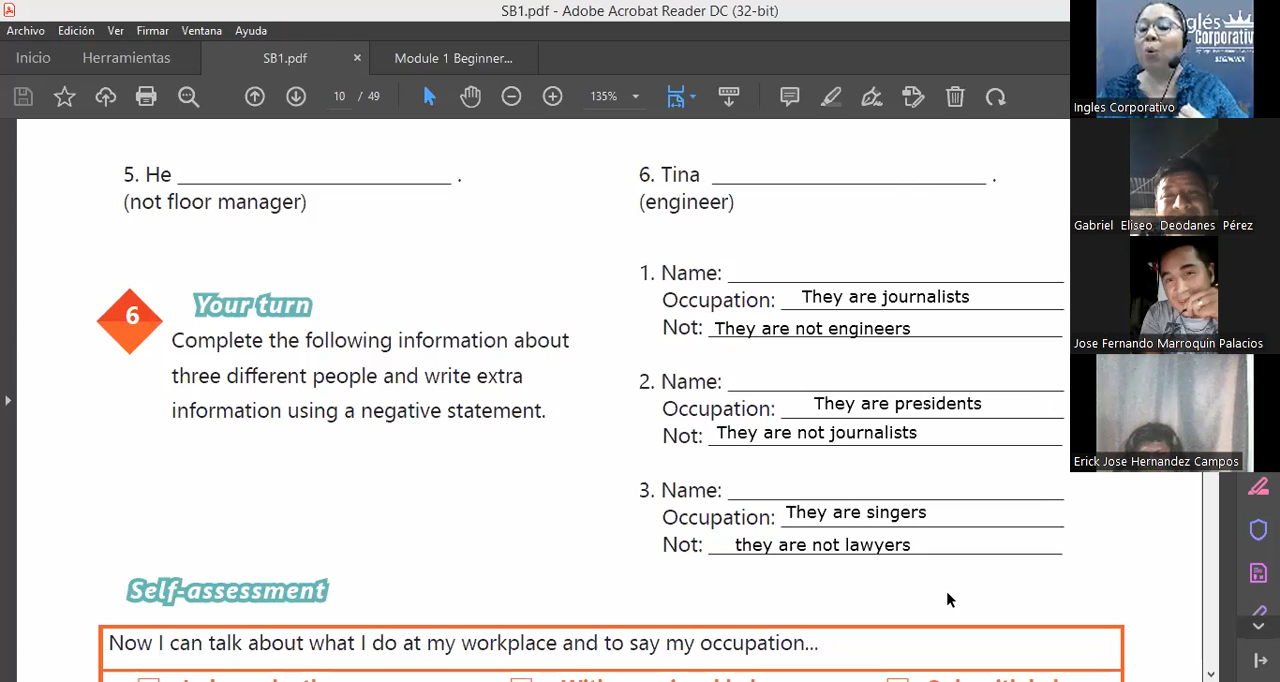 SB1.pdf - Adobe Acrobat Reader DC (32-bit)
Archivo Edición Ver Firmar Ventana Ayuda
Inicio Herramientas SB1.pdf × Module 1 Beginner...
10 / 49 135%
5. He ________________________ .
(not floor manager)
6. Tina ________________________ .
(engineer)
6
Your turn
Complete the following information about
three different people and write extra
information using a negative statement.
1. Name:
Occupation: They are journalists
Not: They are not engineers
2. Name:
Occupation: They are presidents
Not: They are not journalists
3. Name:
Occupation: They are singers
Not: they are not lawyers
Self-assessment
Now I can talk about what I do at my workplace and to say my occupation...
Inglés
Corporativo
BEGINNER
Ingles Corporativo
Gabriel Eliseo Deodanes Pérez
Jose Fernando Marroquin Palacios
Erick Jose Hernandez Campos